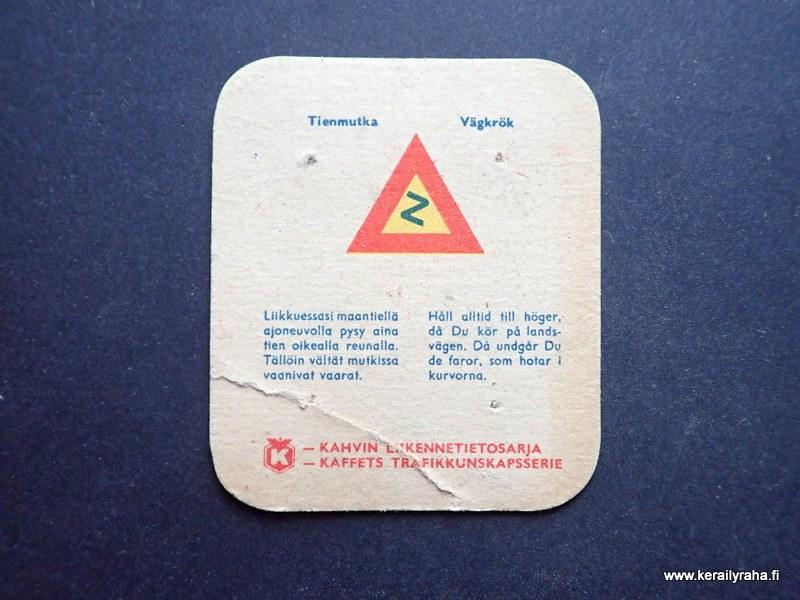 Tienmutka
Vägkrök
Liikkuessasi maantiellä
ajoneuvolla pysy aina
tien oikealla reunalla.
Tällöin vältät mutkissa
vaanivat vaarat.
Håll alltid till höger,
då Du kör på lands-
vägen. Då undgår Du
de faror, som hotar i
kurvorna.
K
— KAHVIN LIIKENNETIETOSARJA
— KAFFETS TRAFIKKUNSKAPSSERIE
www.kerailyraha.fi